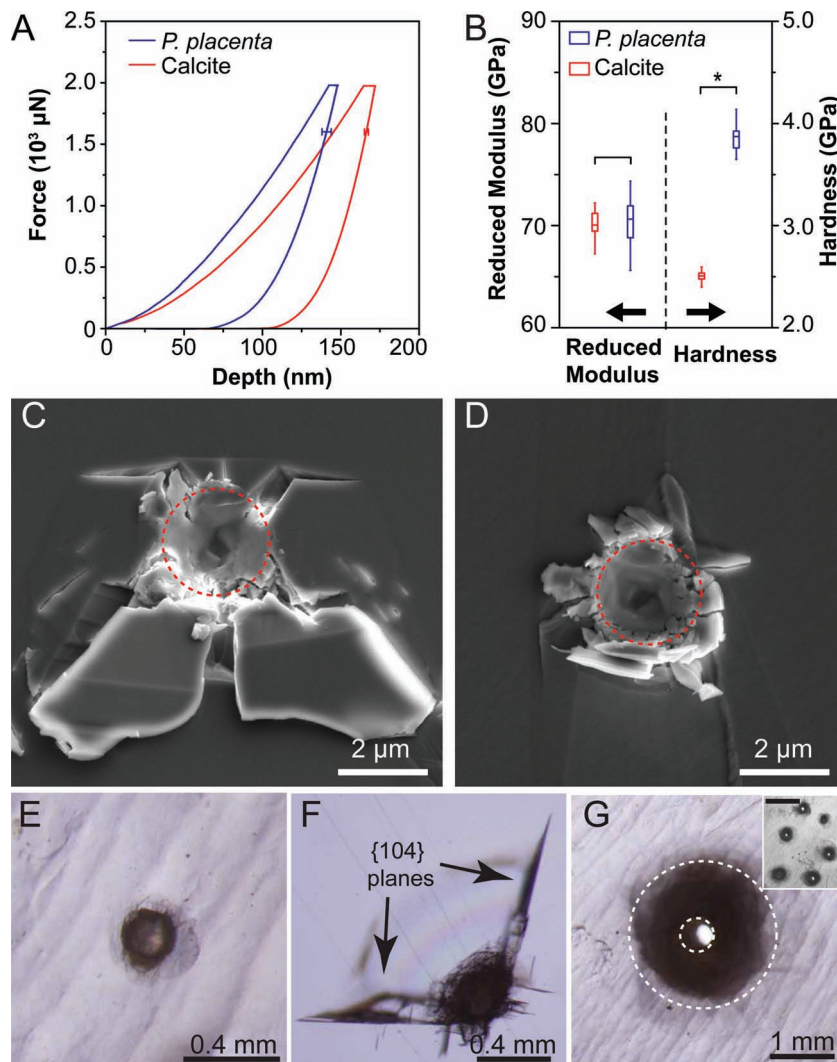 A
P. placenta
Calcite
Force (10³ µN)
2.5
2.0
1.5
1.0
0.5
0
0
50
100
150
200
Depth (nm)
B
P. placenta
Calcite
*
Reduced Modulus (GPa)
90
80
70
60
Hardness (GPa)
5.0
4.0
3.0
2.0
Reduced
Modulus
Hardness
C
2 µm
D
2 µm
E
0.4 mm
F
{104}
planes
0.4 mm
G
1 mm